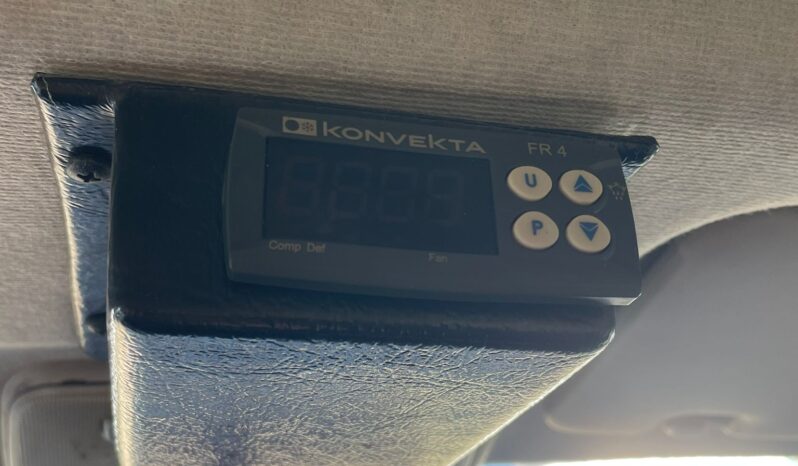 KONVEKTA
FR 4
U
P
Comp Def
Fan